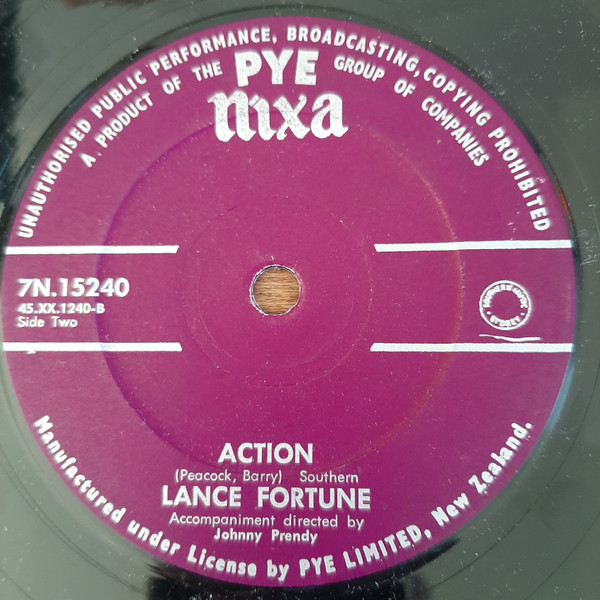 UNAUTHORISED PUBLIC PERFORMANCE, BROADCASTING, COPYING PROHIBITED
A PRODUCT OF THE PYE GROUP OF COMPANIES
nixa
7N.15240
45.XX.1240-B
Side Two
ACTION
(Peacock, Barry) Southern
LANCE FORTUNE
Accompaniment directed by
Johnny Prendy
Manufactured under License by PYE LIMITED, New Zealand.